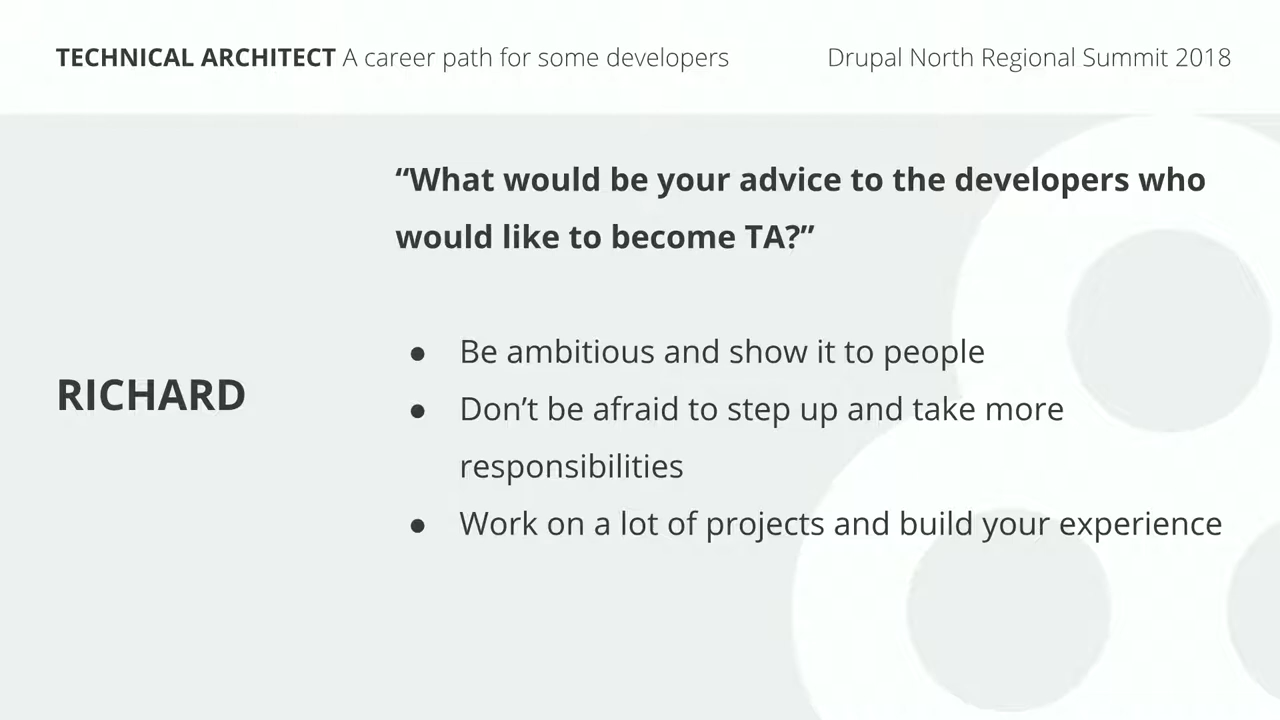 TECHNICAL ARCHITECT A career path for some developers
Drupal North Regional Summit 2018
“What would be your advice to the developers who
would like to become TA?”
RICHARD
● Be ambitious and show it to people
● Don’t be afraid to step up and take more
responsibilities
● Work on a lot of projects and build your experience